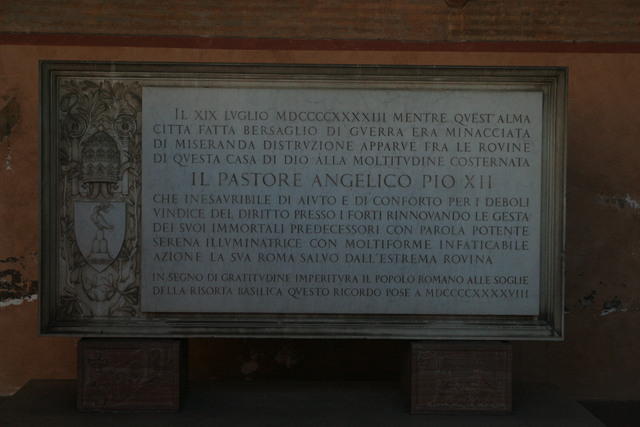 IL XIX LVGLIO MDCCCCXXXXIII MENTRE QVEST'ALMA
CITTÀ FATTA BERSAGLIO DI GVERRA ERA MINACCIATA
DI MISERANDA DISTRVZIONE APPARVE FRA LE ROVINE
DI QVESTA CASA DI DIO ALLA MOLTITVDINE COSTERNATA
IL PASTORE ANGELICO PIO XII
CHE INESAVRIBILE DI AIVTO E DI CONFORTO PER I DEBOLI
VINDICE DEL DIRITTO PRESSO I FORTI RINNOVANDO LE GESTA
DEI SVOI IMMORTALI PREDECESSORI CON PAROLA POTENTE
SERENA ILLVMINATRICE CON MOLTIFORME INFATICABILE
AZIONE LA SVA ROMA SALVO DALL'ESTREMA ROVINA
IN SEGNO DI GRATITVDINE IMPERITVRA IL POPOLO ROMANO ALLE SOGLIE
DELLA RISORTA BASILICA QVESTO RICORDO POSE A MDCCCCXXXXVIII